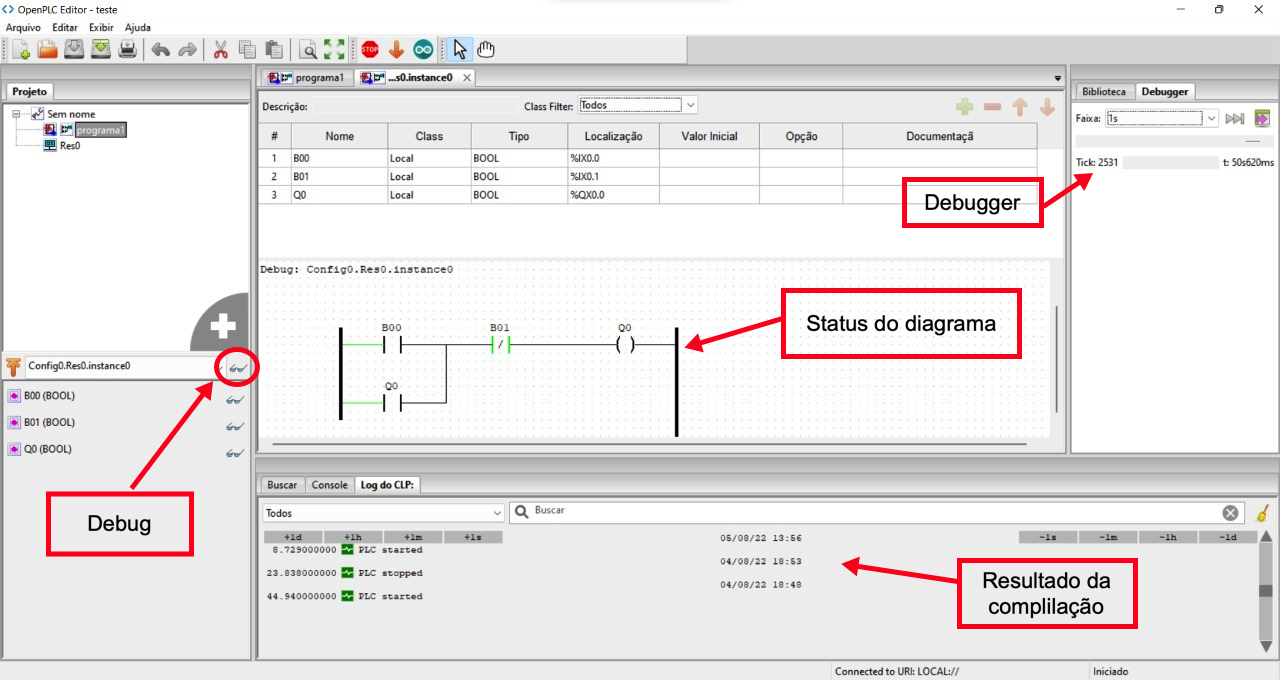 OpenPLC Editor - teste
Arquivo Editar Exibir Ajuda
STOP
Projeto
Sem nome
programa1
Res0
programa1 ...s0.instance0
Descrição: Class Filter: Todos
# Nome Class Tipo Localização Valor Inicial Opção Documentaçã
1 B00 Local BOOL %IX0.0
2 B01 Local BOOL %IX0.1
3 Q0 Local BOOL %QX0.0
Biblioteca Debugger
Faixa: 1s
Tick: 2531 t: 50s620ms
Debugger
Debug: Config0.Res0.instance0
B00 B01 Q0
Q0
Status do diagrama
Config0.Res0.instance0
B00 (BOOL)
B01 (BOOL)
Q0 (BOOL)
Debug
Buscar Console Log do CLP:
Todos Buscar
+1d +1h +1m +1s 05/08/22 13:56 -1s -1m -1h -1d
8.729000000 PLC started
04/08/22 18:53
23.838000000 PLC stopped
04/08/22 18:48
44.940000000 PLC started
Resultado da
complilação
Connected to URI: LOCAL:// Iniciado